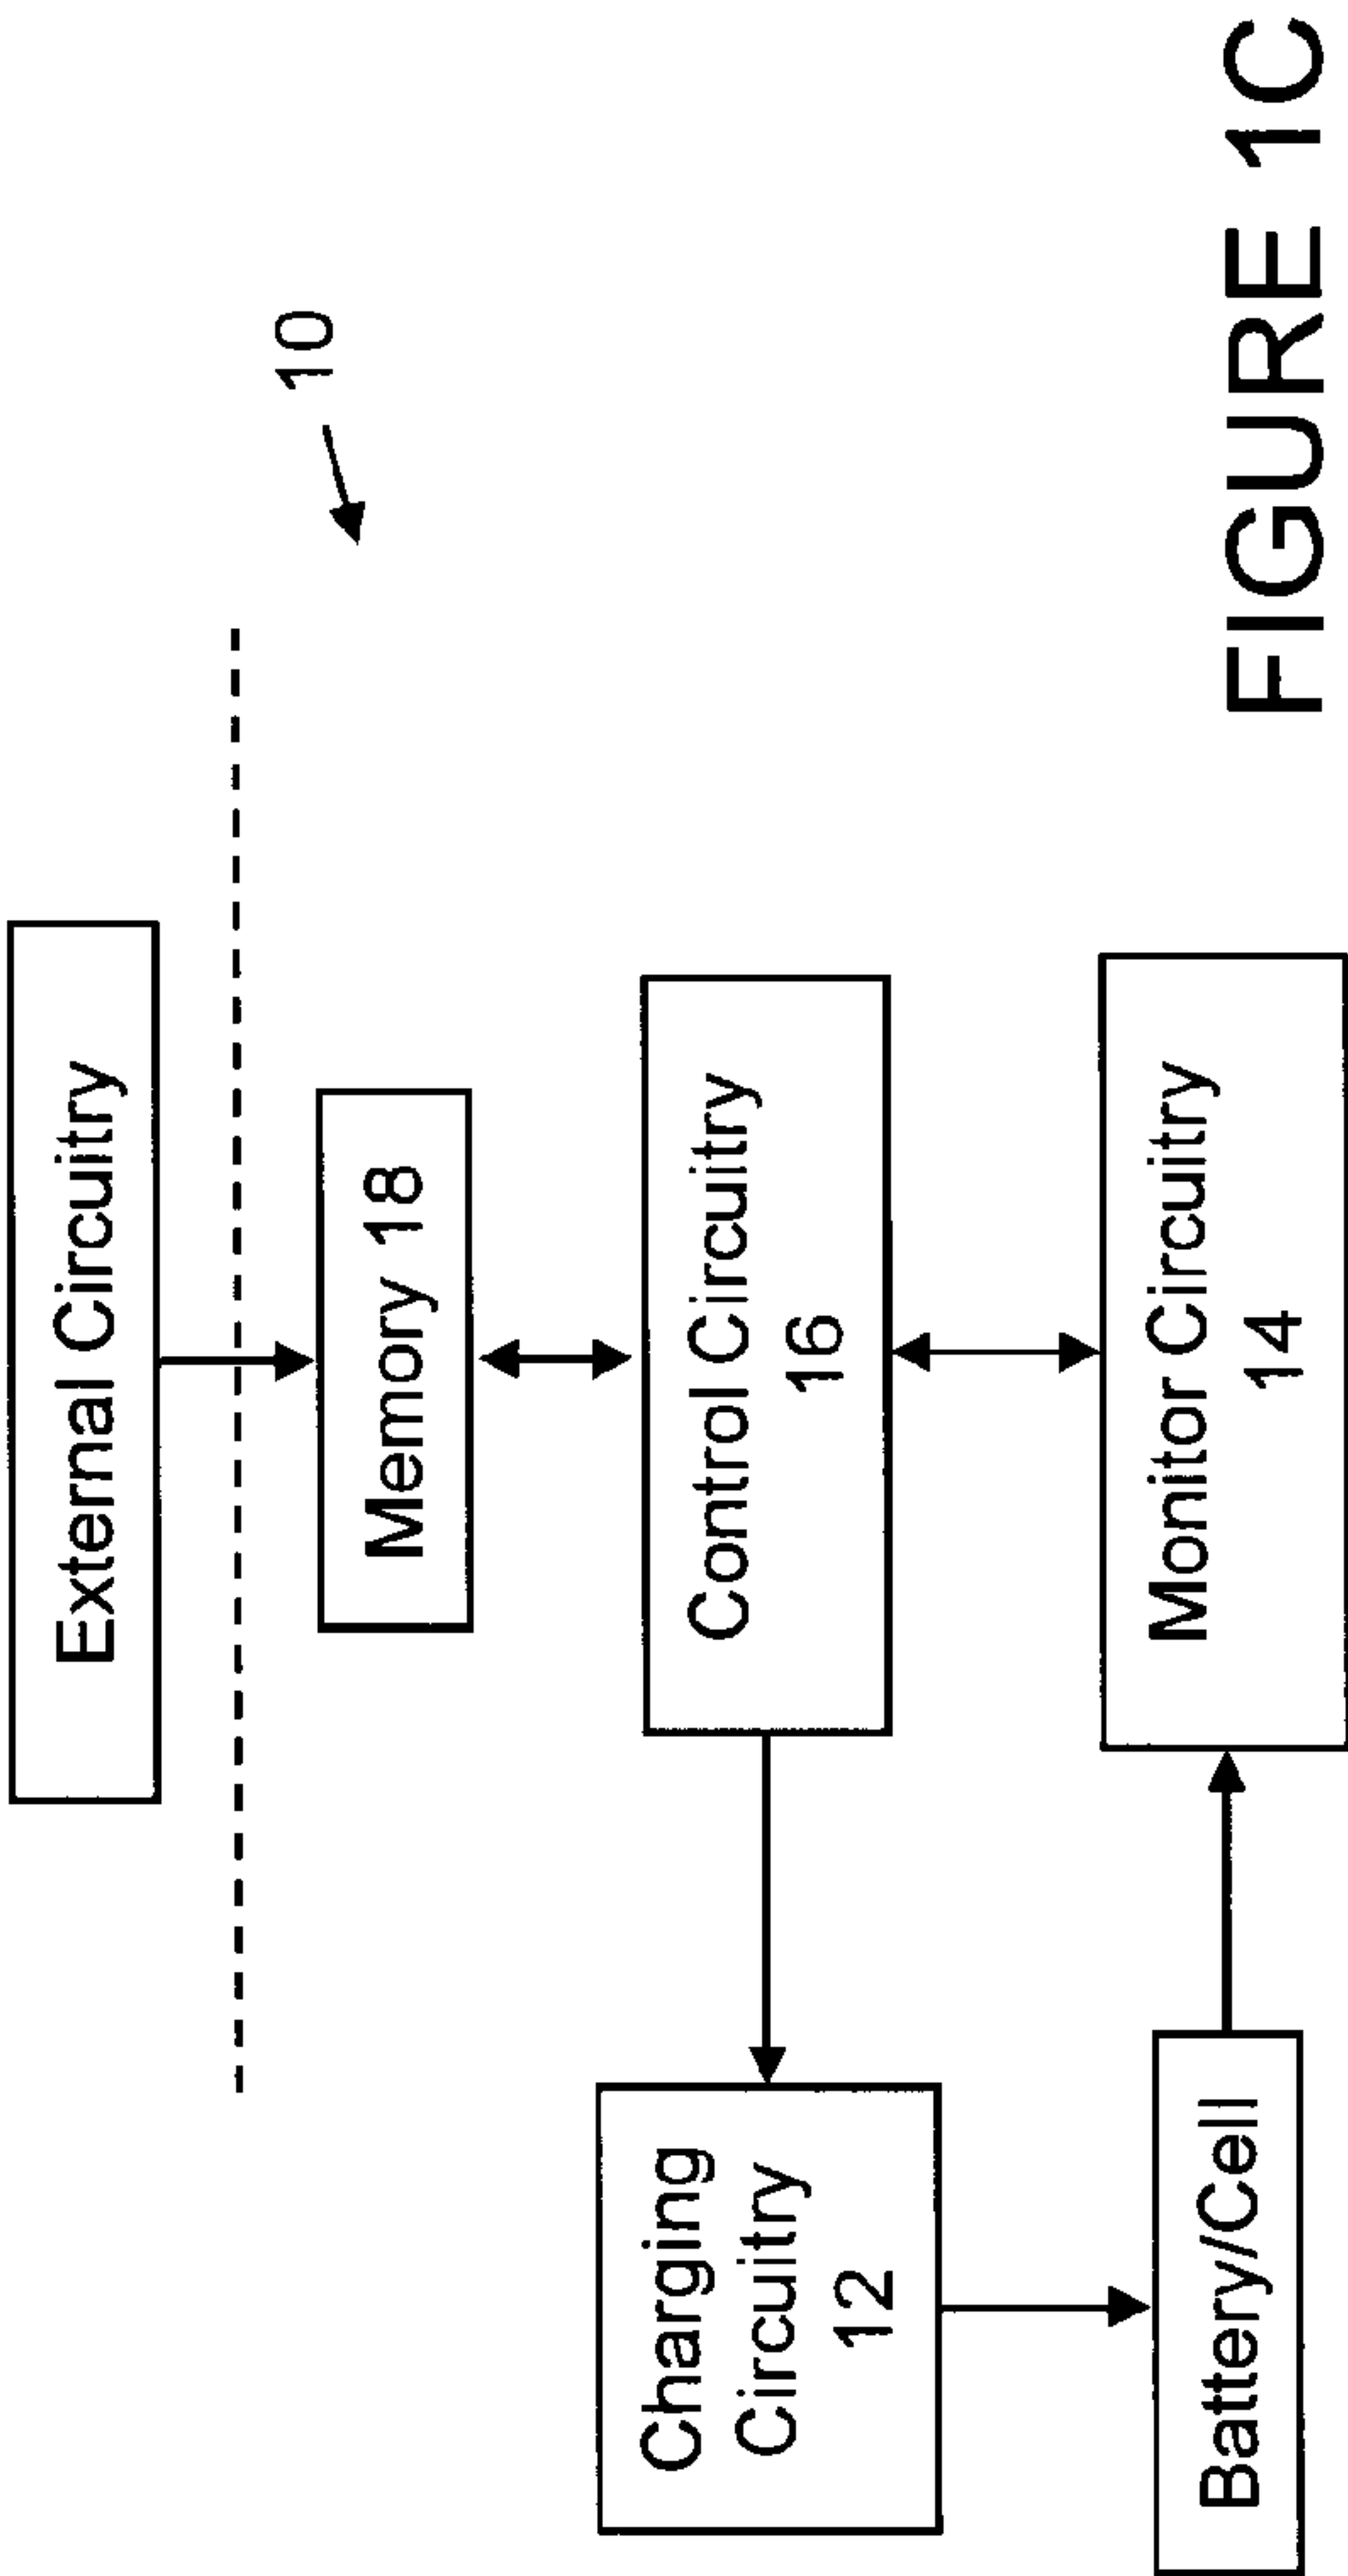 External Circuitry
10
Memory 18
Charging
Circuitry
12
Control Circuitry
16
Battery/Cell
Monitor Circuitry
14
FIGURE 1C